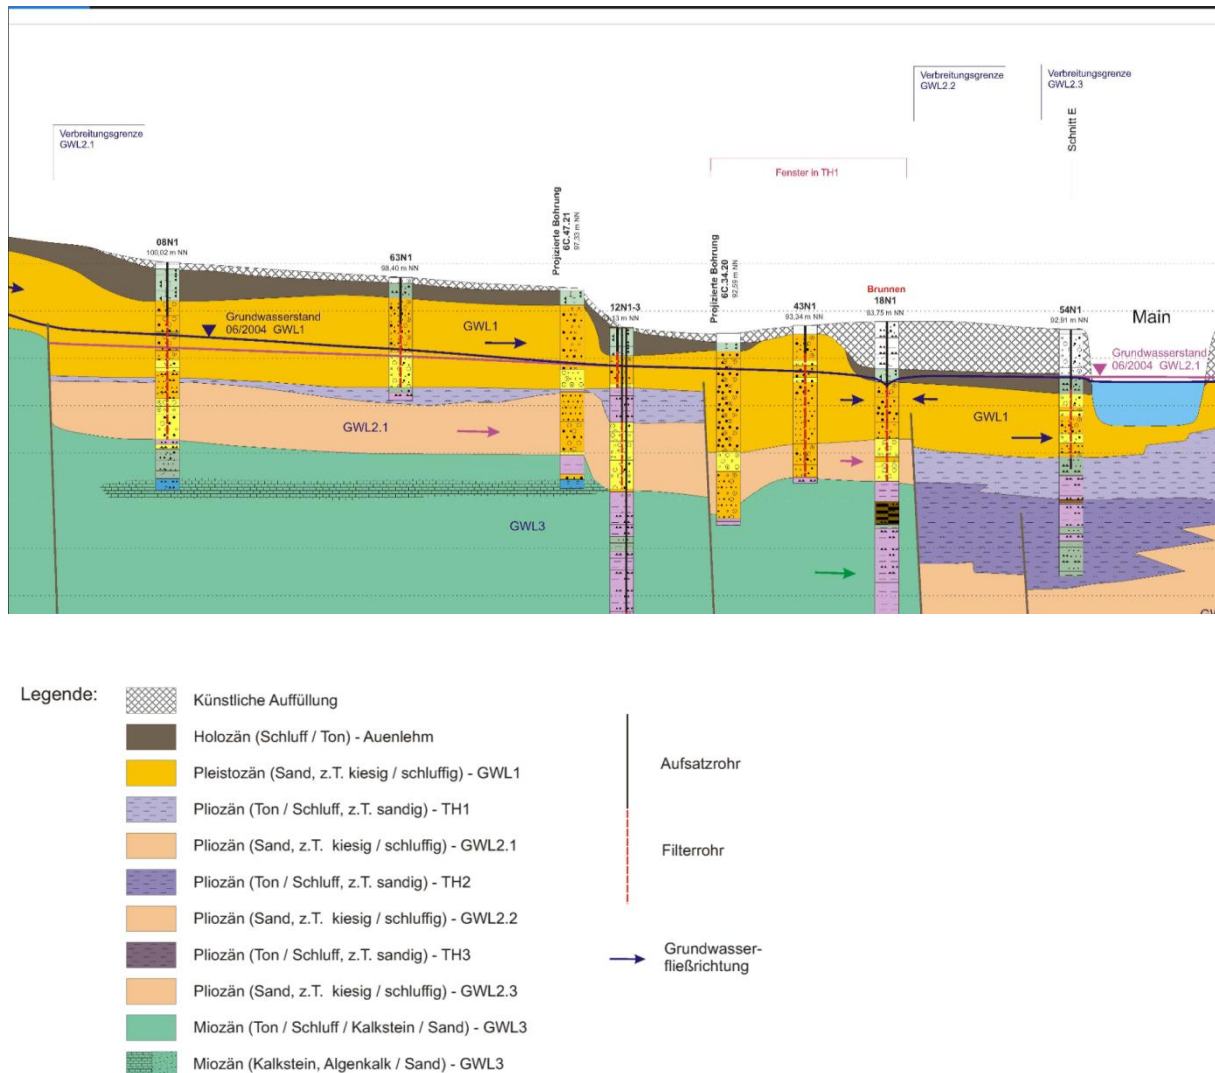 Verbreitungsgrenze
GWL2.2
Verbreitungsgrenze
GWL2.3
Schnitt E
Verbreitungsgrenze
GWL2.1
Fenster in TH1
08N1
100,02 m NN
63N1
98,40 m NN
Projizierte Bohrung
6C.47.21
97,33 m NN
12N1-3
13 m NN
Projizierte Bohrung
6C.34.20
92,59 m NN
43N1
93,34 m NN
Brunnen
18N1
93,75 m NN
54N1
92,91 m NN
Main
Grundwasserstand
06/2004 GWL1
GWL1
Grundwasserstand
06/2004 GWL2.1
GWL1
GWL2.1
GWL3
Legende:
Künstliche Auffüllung
Holozän (Schluff / Ton) - Auenlehm
Pleistozän (Sand, z.T. kiesig / schluffig) - GWL1
Pliozän (Ton / Schluff, z.T. sandig) - TH1
Pliozän (Sand, z.T. kiesig / schluffig) - GWL2.1
Pliozän (Ton / Schluff, z.T. sandig) - TH2
Pliozän (Sand, z.T. kiesig / schluffig) - GWL2.2
Pliozän (Ton / Schluff, z.T. sandig) - TH3
Pliozän (Sand, z.T. kiesig / schluffig) - GWL2.3
Miozän (Ton / Schluff / Kalkstein / Sand) - GWL3
Miozän (Kalkstein, Algenkalk / Sand) - GWL3
Aufsatzrohr
Filterrohr
Grundwasser-
fließrichtung